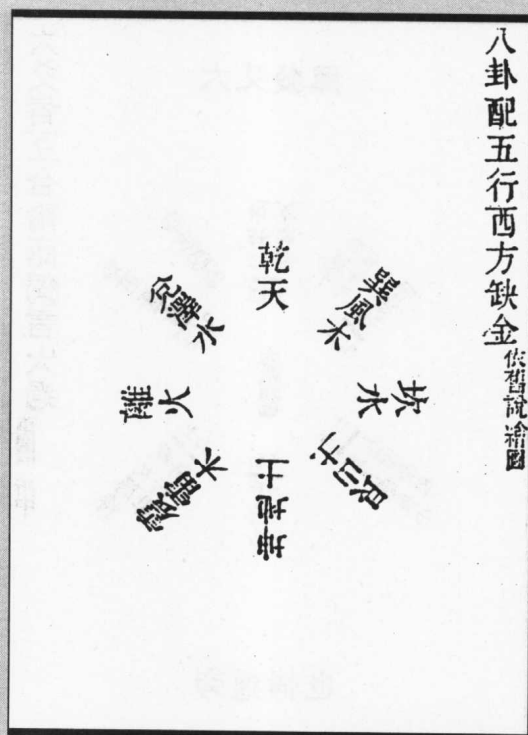 八卦配五行西方缺金 依舊說繪圖
乾天
巽風木
坎水
艮山土
坤地土
震雷木
離火
兌澤水